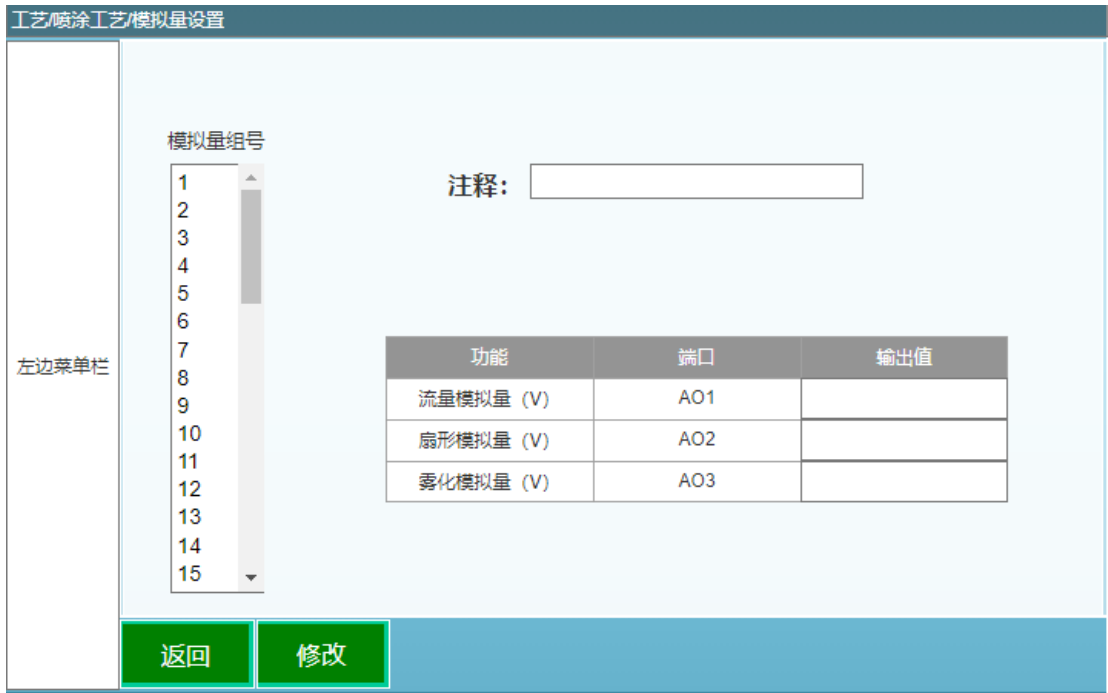 工艺/喷涂工艺/模拟量设置
左边菜单栏
模拟量组号
1
2
3
4
5
6
7
8
9
10
11
12
13
14
15
注释：
功能 端口 输出值
流量模拟量（V） AO1
扇形模拟量（V） AO2
雾化模拟量（V） AO3
返回 修改